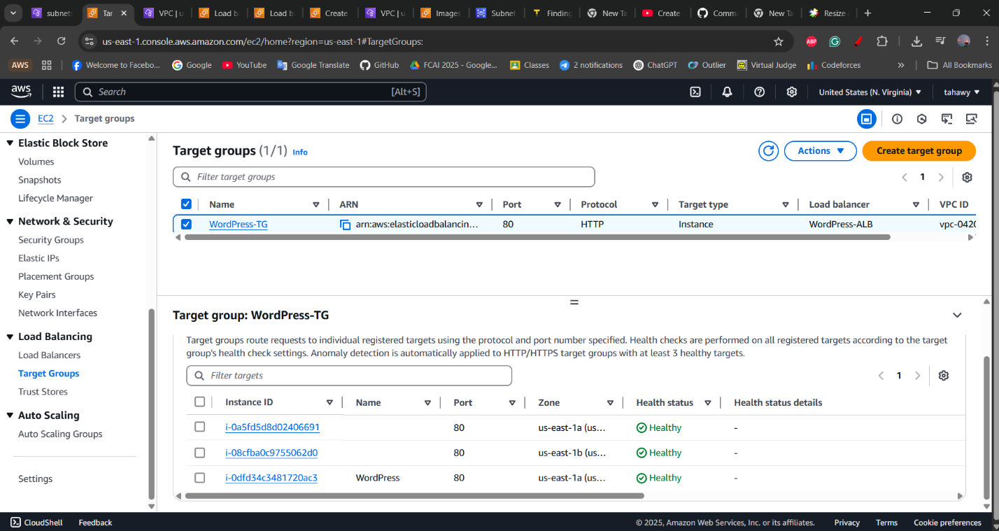 subnets
Tar
VPC | u
Load ba
Load ba
Create
VPC | u
Images
Subnet
Finding
New Ta
Create
Comma
New Ta
Resize
us-east-1.console.aws.amazon.com/ec2/home?region=us-east-1#TargetGroups:
ABP
AWS
Welcome to Facebo...
Google
YouTube
Google Translate
GitHub
FCAI 2025 - Google...
Classes
2 notifications
ChatGPT
Outlier
Virtual Judge
Codeforces
All Bookmarks
aws
Search
[Alt+S]
United States (N. Virginia)
tahawy
EC2
Target groups
Elastic Block Store
Volumes
Snapshots
Lifecycle Manager
Network & Security
Security Groups
Elastic IPs
Placement Groups
Key Pairs
Network Interfaces
Load Balancing
Load Balancers
Target Groups
Trust Stores
Auto Scaling
Auto Scaling Groups
Settings
Target groups (1/1) Info
Actions
Create target group
Filter target groups
1
Name ARN Port Protocol Target type Load balancer VPC ID
WordPress-TG arn:aws:elasticloadbalancin... 80 HTTP Instance WordPress-ALB vpc-0420
Target group: WordPress-TG
Target groups route requests to individual registered targets using the protocol and port number specified. Health checks are performed on all registered targets according to the target
group's health check settings. Anomaly detection is automatically applied to HTTP/HTTPS target groups with at least 3 healthy targets.
Filter targets
1
Instance ID Name Port Zone Health status Health status details
i-0a5fd5d8d02406691 80 us-east-1a (us... Healthy -
i-08cfba0c9755062d0 80 us-east-1b (us... Healthy -
i-0dfd34c3481720ac3 WordPress 80 us-east-1a (us... Healthy -
CloudShell
Feedback
© 2025, Amazon Web Services, Inc. or its affiliates.
Privacy
Terms
Cookie preferences